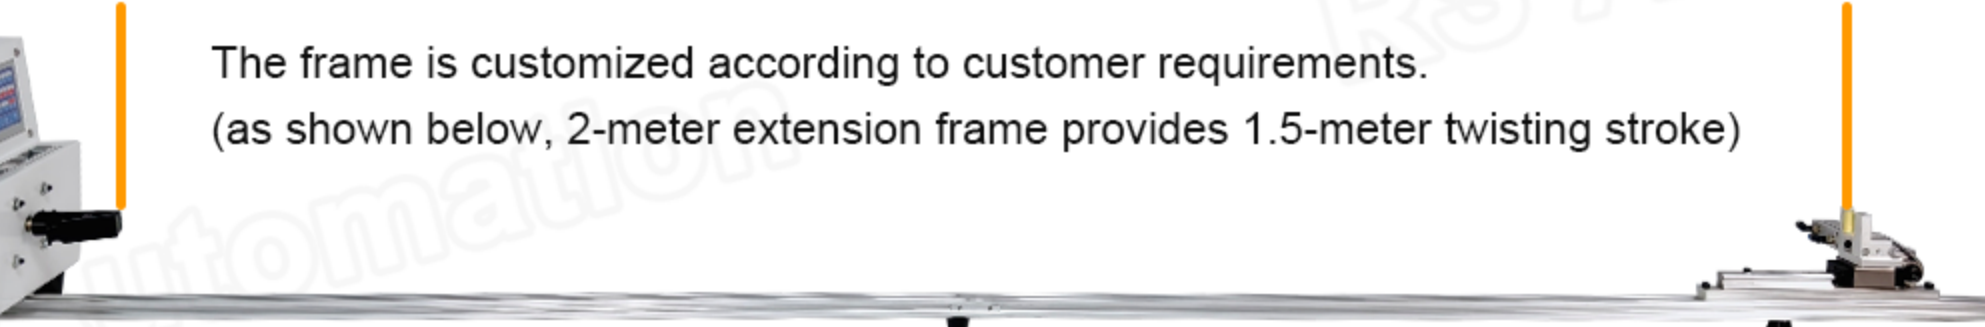 The frame is customized according to customer requirements.
(as shown below, 2-meter extension frame provides 1.5-meter twisting stroke)
utomation